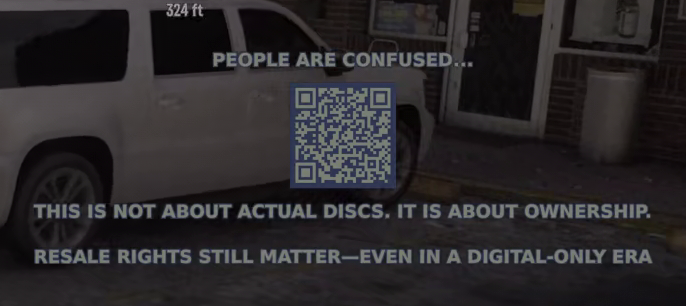 324 ft
PEOPLE ARE CONFUSED...
THIS IS NOT ABOUT ACTUAL DISCS. IT IS ABOUT OWNERSHIP.
RESALE RIGHTS STILL MATTER—EVEN IN A DIGITAL-ONLY ERA